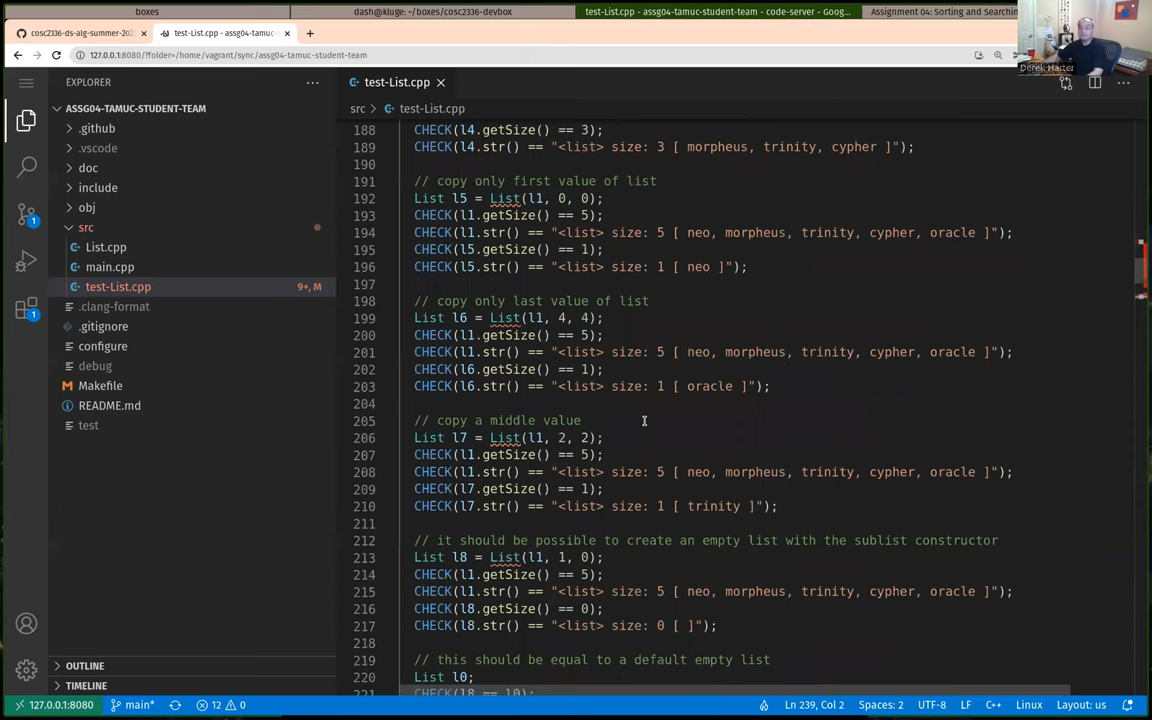 boxes
dash@kluge: ~/boxes/cosc2336-devbox
test-List.cpp - assg04-tamuc-student-team - code-server - Goog...
Assignment 04: Sorting and Searching
Derek Harter
cosc2336-ds-alg-summer-202
test-List.cpp - assg04-tamuc-
127.0.0.1:8080/?folder=/home/vagrant/sync/assg04-tamuc-student-team
EXPLORER
test-List.cpp
ASSG04-TAMUC-STUDENT-TEAM
src > test-List.cpp
.github
.vscode
doc
include
obj
src
List.cpp
main.cpp
test-List.cpp 9+, M
.clang-format
.gitignore
configure
debug
Makefile
README.md
test
OUTLINE
TIMELINE
1
1
188 CHECK(l4.getSize() == 3);
189 CHECK(l4.str() == "<list> size: 3 [ morpheus, trinity, cypher ]");
190
191 // copy only first value of list
192 List l5 = List(l1, 0, 0);
193 CHECK(l1.getSize() == 5);
194 CHECK(l1.str() == "<list> size: 5 [ neo, morpheus, trinity, cypher, oracle ]");
195 CHECK(l5.getSize() == 1);
196 CHECK(l5.str() == "<list> size: 1 [ neo ]");
197
198 // copy only last value of list
199 List l6 = List(l1, 4, 4);
200 CHECK(l1.getSize() == 5);
201 CHECK(l1.str() == "<list> size: 5 [ neo, morpheus, trinity, cypher, oracle ]");
202 CHECK(l6.getSize() == 1);
203 CHECK(l6.str() == "<list> size: 1 [ oracle ]");
204
205 // copy a middle value
206 List l7 = List(l1, 2, 2);
207 CHECK(l1.getSize() == 5);
208 CHECK(l1.str() == "<list> size: 5 [ neo, morpheus, trinity, cypher, oracle ]");
209 CHECK(l7.getSize() == 1);
210 CHECK(l7.str() == "<list> size: 1 [ trinity ]");
211
212 // it should be possible to create an empty list with the sublist constructor
213 List l8 = List(l1, 1, 0);
214 CHECK(l1.getSize() == 5);
215 CHECK(l1.str() == "<list> size: 5 [ neo, morpheus, trinity, cypher, oracle ]");
216 CHECK(l8.getSize() == 0);
217 CHECK(l8.str() == "<list> size: 0 [ ]");
218
219 // this should be equal to a default empty list
220 List l0;
221 CHECK(l8 == l0);
127.0.0.1:8080 main* 12 0 Ln 239, Col 2 Spaces: 2 UTF-8 LF C++ Linux Layout: us